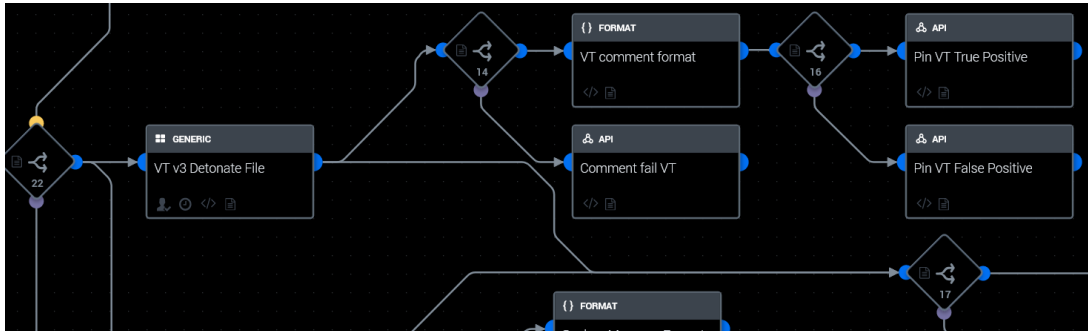 {} FORMAT
VT comment format
14
API
Pin VT True Positive
16
GENERIC
VT v3 Detonate File
22
API
Comment fail VT
API
Pin VT False Positive
17
{} FORMAT